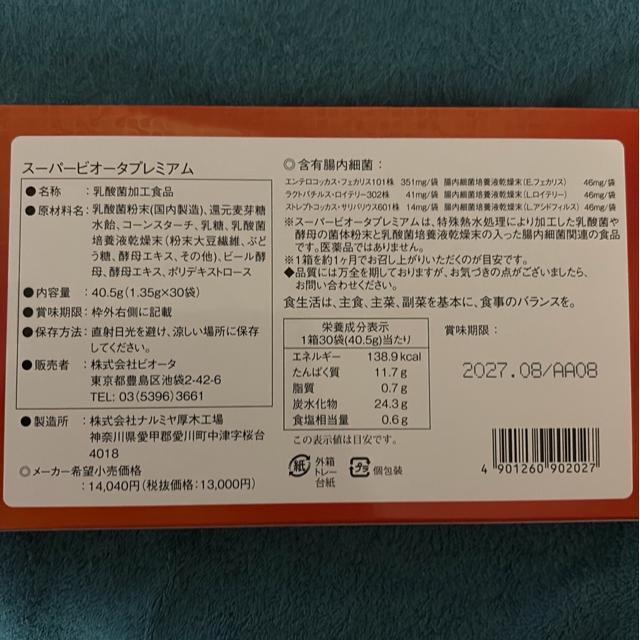 スーパービオータプレミアム
●名称　：乳酸菌加工食品
●原材料名：乳酸菌粉末(国内製造)、還元麦芽糖
水飴、コーンスターチ、乳糖、乳酸菌
培養液乾燥末(粉末大豆繊維、ぶど
う糖、酵母エキス、その他)、ビール酵
母、酵母エキス、ポリデキストロース
●内容量　：40.5g(1.35g×30袋)
●賞味期限：枠外右側に記載
●保存方法：直射日光を避け、涼しい場所に保存
してください。
●販売者　：株式会社ビオータ
東京都豊島区池袋2-42-6
TEL: 03(5396)3661
●製造所　：株式会社ナルミヤ厚木工場
神奈川県愛甲郡愛川町中津字桜台
4018
◎メーカー希望小売価格
：14,040円(税抜価格：13,000円)
◎含有腸内細菌：
エンテロコッカス・フェカリス101株　351mg/袋　腸内細菌培養液乾燥末(E.フェカリス)　46mg/袋
ラクトバチルス・ロイテリー302株　41mg/袋　腸内細菌培養液乾燥末(L.ロイテリー)　46mg/袋
ストレプトコッカス・サリバリウス601株　14mg/袋　腸内細菌培養液乾燥末(L.アシドフィルス)　46mg/袋
※スーパービオータプレミアムは、特殊熱水処理により加工した乳酸菌や
酵母の菌体粉末と乳酸菌培養液乾燥末の入った腸内細菌関連の食品
です。医薬品ではありません。
※1箱を約1ヶ月でお召し上がりいただくのが目安です。
◆品質には万全を期しておりますが、お気づきの点がございましたら、
お問い合わせください。
食生活は、主食、主菜、副菜を基本に、食事のバランスを。
栄養成分表示
1箱30袋(40.5g)当たり
エネルギー　138.9kcal
たんぱく質　11.7g
脂質　0.7g
炭水化物　24.3g
食塩相当量　0.6g
この表示値は目安です。
賞味期限：
2027.08/AA08
紙　外箱
トレー
台紙
プラ　個包装
4 901260 902027